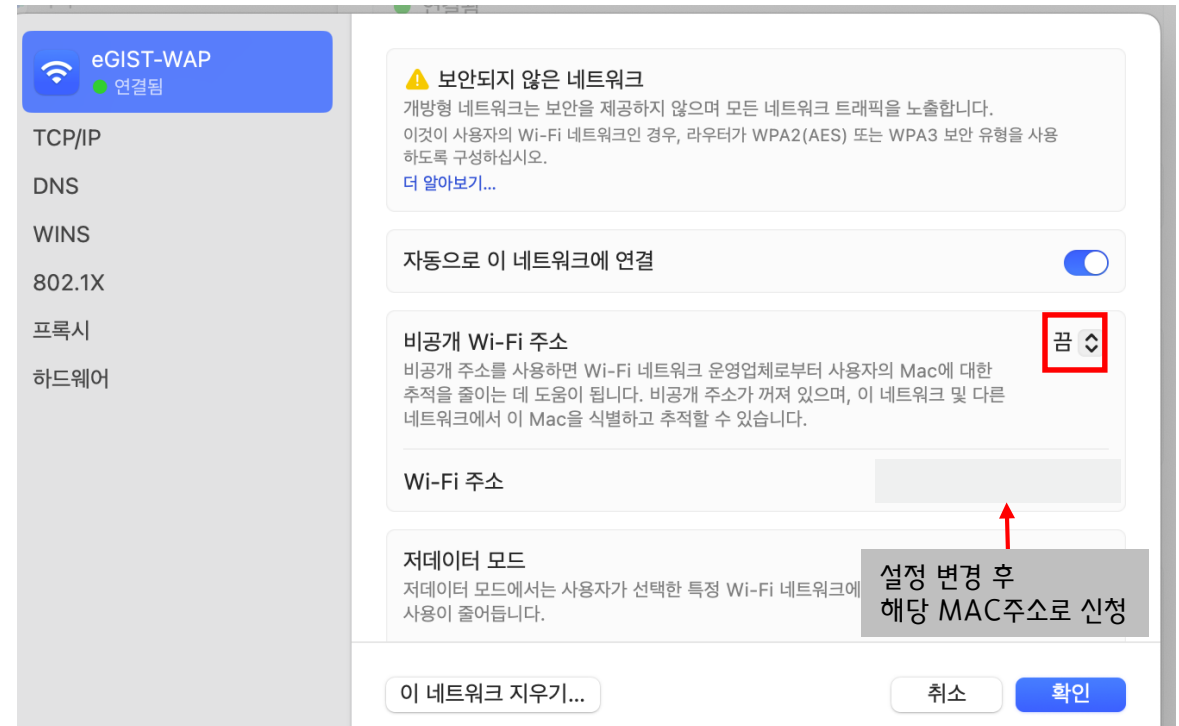 연결됨
eGIST-WAP
연결됨
TCP/IP
DNS
WINS
802.1X
프록시
하드웨어
보안되지 않은 네트워크
개방형 네트워크는 보안을 제공하지 않으며 모든 네트워크 트래픽을 노출합니다.
이것이 사용자의 Wi-Fi 네트워크인 경우, 라우터가 WPA2(AES) 또는 WPA3 보안 유형을 사용
하도록 구성하십시오.
더 알아보기...
자동으로 이 네트워크에 연결
비공개 Wi-Fi 주소
끔
비공개 주소를 사용하면 Wi-Fi 네트워크 운영업체로부터 사용자의 Mac에 대한
추적을 줄이는 데 도움이 됩니다. 비공개 주소가 꺼져 있으며, 이 네트워크 및 다른
네트워크에서 이 Mac을 식별하고 추적할 수 있습니다.
Wi-Fi 주소
저데이터 모드
저데이터 모드에서는 사용자가 선택한 특정 Wi-Fi 네트워크에
사용이 줄어듭니다.
설정 변경 후
해당 MAC주소로 신청
이 네트워크 지우기...
취소
확인